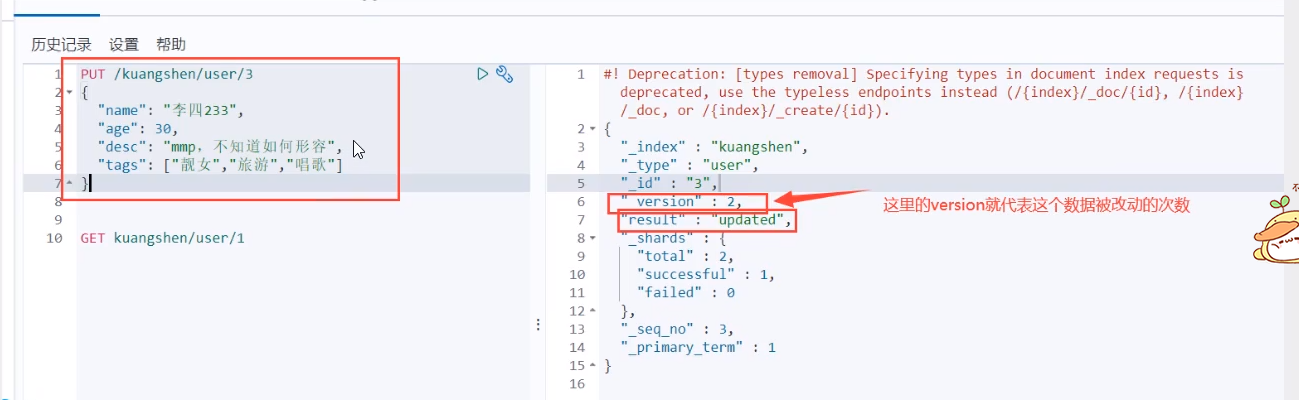 历史记录 设置 帮助
1 PUT /kuangshen/user/3
2 {
3 "name": "李四233",
4 "age": 30,
5 "desc": "mmp，不知道如何形容",
6 "tags": ["靓女","旅游","唱歌"]
7 }
8
9
10 GET kuangshen/user/1
1 #! Deprecation: [types removal] Specifying types in document index requests is
deprecated, use the typeless endpoints instead (/{index}/_doc/{id}, /{index}
/_doc, or /{index}/_create/{id}).
2 {
3 "_index" : "kuangshen",
4 "_type" : "user",
5 "_id" : "3",
6 "_version" : 2,
7 "result" : "updated",
8 "_shards" : {
9 "total" : 2,
10 "successful" : 1,
11 "failed" : 0
12 },
13 "_seq_no" : 3,
14 "_primary_term" : 1
15 }
16
这里的version就代表这个数据被改动的次数